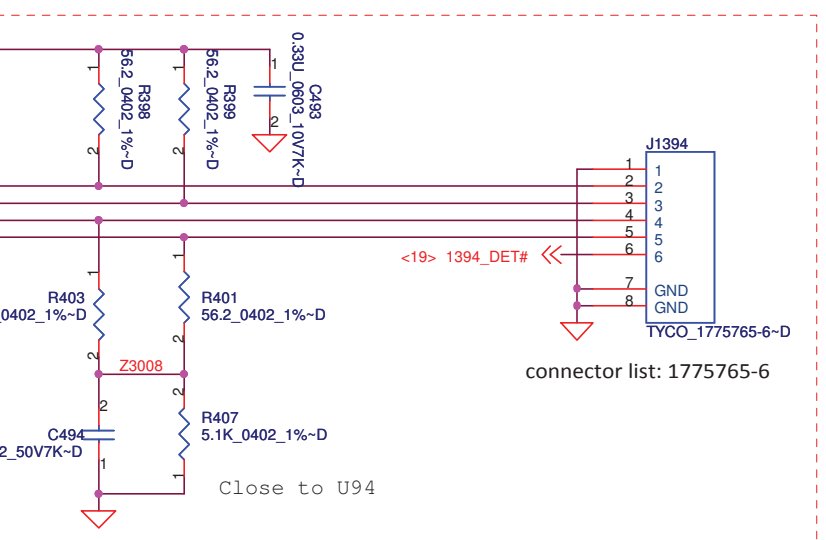 1
R398
56.2_0402_1%~D
2
1
R399
56.2_0402_1%~D
2
1
C493
0.33U_0603_10V7K~D
2
J1394
1 1
2 2
3 3
4 4
5 5
<19> 1394_DET# 6 6
7 GND
8 GND
TYCO_1775765-6~D
connector list: 1775765-6
1
R403
_0402_1%~D
2
1
R401
56.2_0402_1%~D
2
Z3008
2
C494
2_50V7K~D
1
2
R407
5.1K_0402_1%~D
1
Close to U94